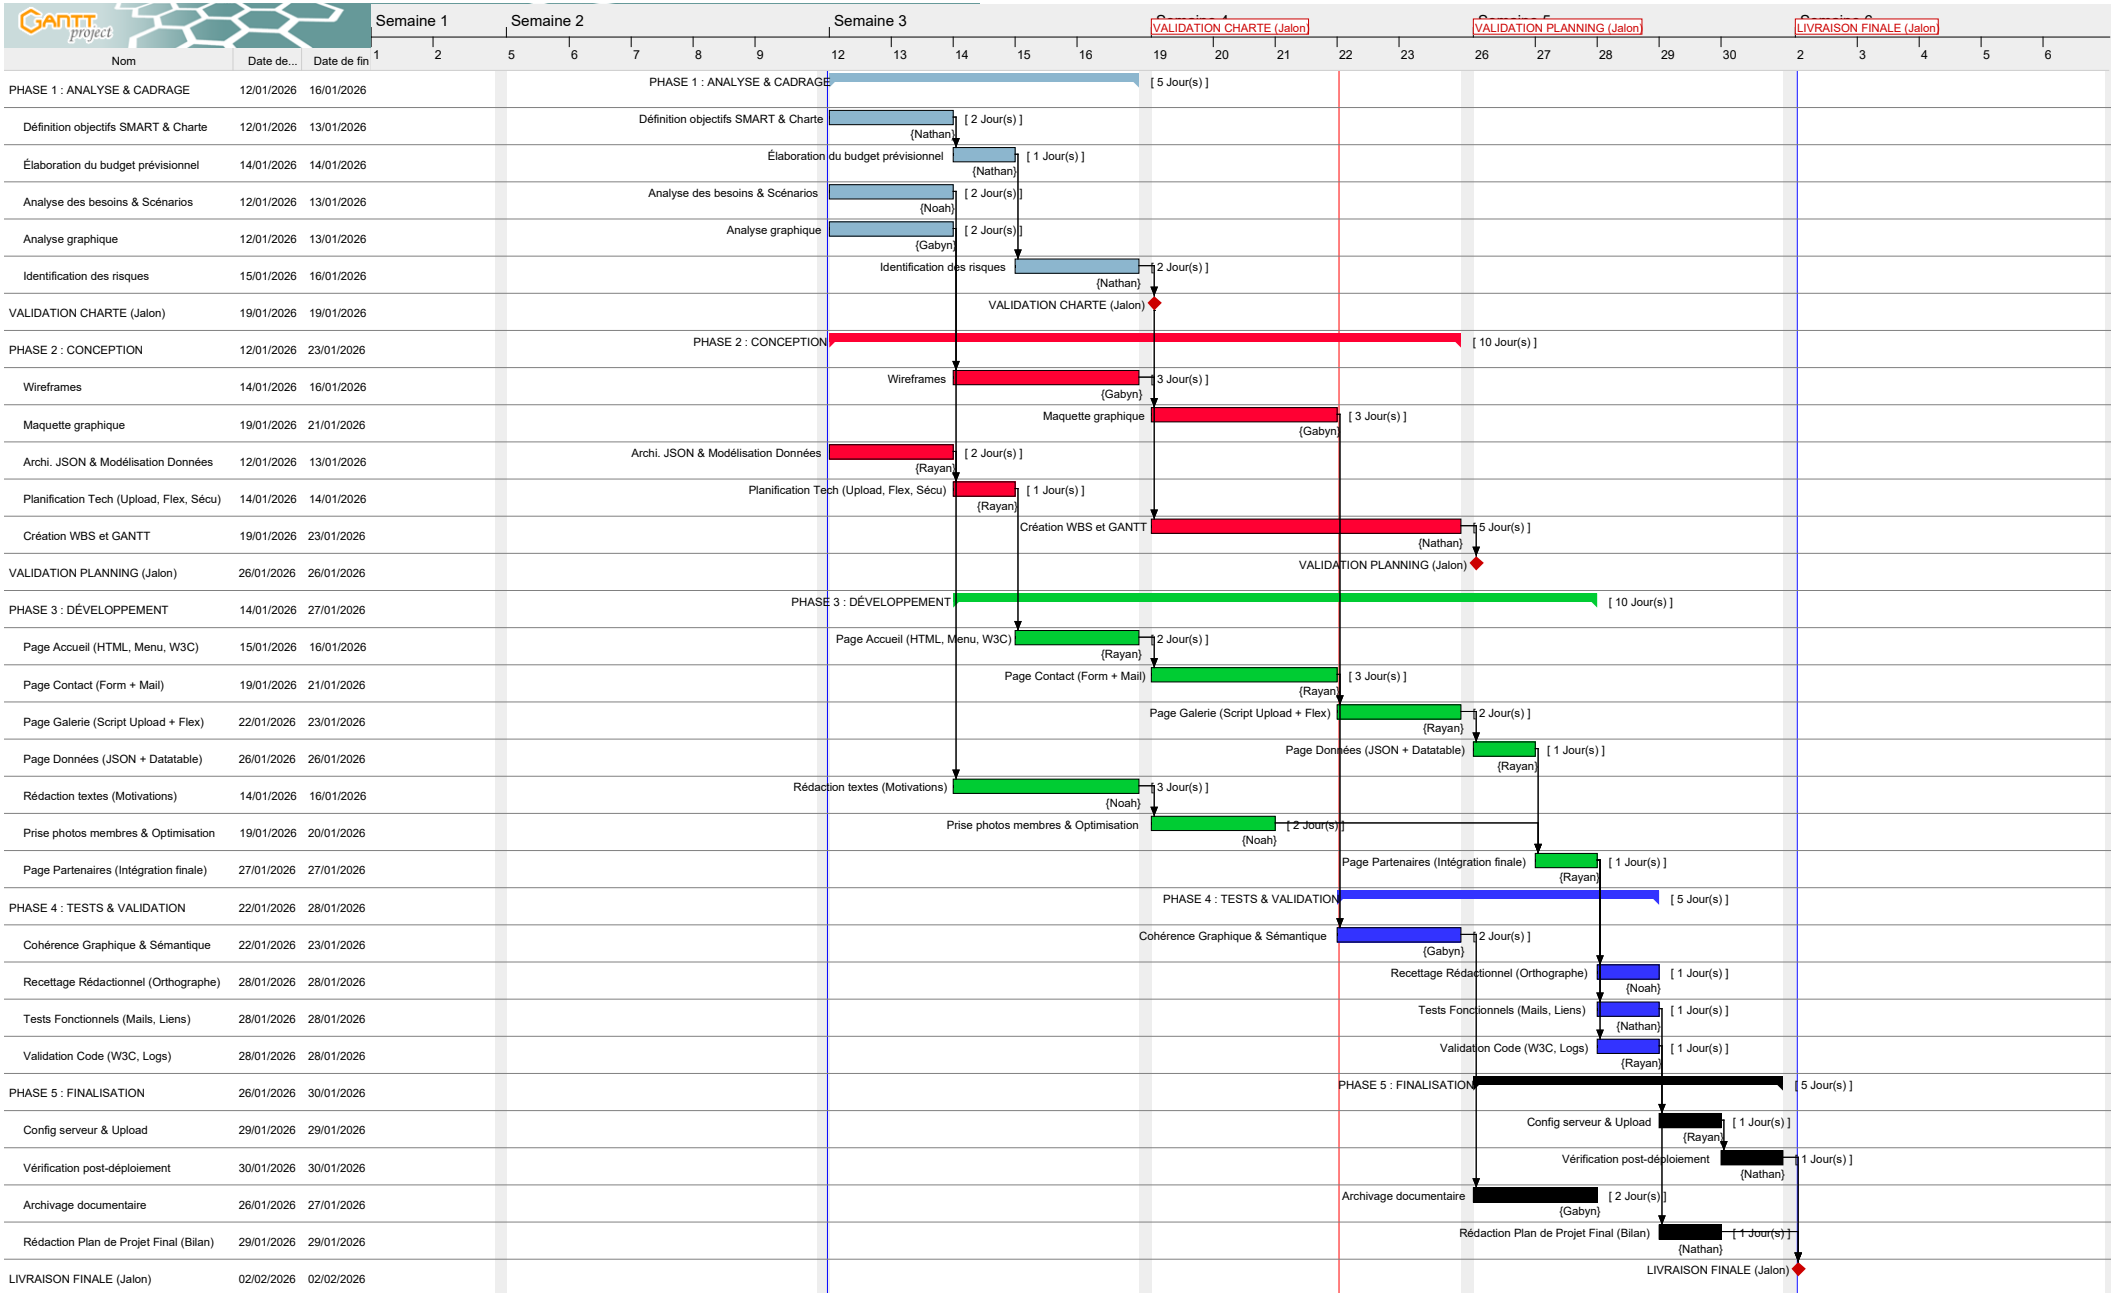 GANTT project
Semaine 1 Semaine 2 Semaine 3
VALIDATION CHARTE (Jalon) VALIDATION PLANNING (Jalon) LIVRAISON FINALE (Jalon)
1 2 5 6 7 8 9 12 13 14 15 16 19 20 21 22 23 26 27 28 29 30 2 3 4 5 6
Nom Date de... Date de fin
PHASE 1 : ANALYSE & CADRAGE 12/01/2026 16/01/2026 PHASE 1 : ANALYSE & CADRAGE [ 5 Jour(s) ]
Définition objectifs SMART & Charte 12/01/2026 13/01/2026 Définition objectifs SMART & Charte [ 2 Jour(s) ]
{Nathan}
Élaboration du budget prévisionnel 14/01/2026 14/01/2026 Élaboration du budget prévisionnel [ 1 Jour(s) ]
{Nathan}
Analyse des besoins & Scénarios 12/01/2026 13/01/2026 Analyse des besoins & Scénarios [ 2 Jour(s) ]
{Noah}
Analyse graphique 12/01/2026 13/01/2026 Analyse graphique [ 2 Jour(s) ]
{Gabyn}
Identification des risques 15/01/2026 16/01/2026 Identification des risques [ 2 Jour(s) ]
{Nathan}
VALIDATION CHARTE (Jalon) 19/01/2026 19/01/2026 VALIDATION CHARTE (Jalon)
PHASE 2 : CONCEPTION 12/01/2026 23/01/2026 PHASE 2 : CONCEPTION [ 10 Jour(s) ]
Wireframes 14/01/2026 16/01/2026 Wireframes [ 3 Jour(s) ]
{Gabyn}
Maquette graphique 19/01/2026 21/01/2026 Maquette graphique [ 3 Jour(s) ]
{Gabyn}
Archi. JSON & Modélisation Données 12/01/2026 13/01/2026 Archi. JSON & Modélisation Données [ 2 Jour(s) ]
{Rayan}
Planification Tech (Upload, Flex, Sécu) 14/01/2026 14/01/2026 Planification Tech (Upload, Flex, Sécu) [ 1 Jour(s) ]
{Rayan}
Création WBS et GANTT 19/01/2026 23/01/2026 Création WBS et GANTT [ 5 Jour(s) ]
{Nathan}
VALIDATION PLANNING (Jalon) 26/01/2026 26/01/2026 VALIDATION PLANNING (Jalon)
PHASE 3 : DÉVELOPPEMENT 14/01/2026 27/01/2026 PHASE 3 : DÉVELOPPEMENT [ 10 Jour(s) ]
Page Accueil (HTML, Menu, W3C) 15/01/2026 16/01/2026 Page Accueil (HTML, Menu, W3C) [ 2 Jour(s) ]
{Rayan}
Page Contact (Form + Mail) 19/01/2026 21/01/2026 Page Contact (Form + Mail) [ 3 Jour(s) ]
{Rayan}
Page Galerie (Script Upload + Flex) 22/01/2026 23/01/2026 Page Galerie (Script Upload + Flex) [ 2 Jour(s) ]
{Rayan}
Page Données (JSON + Datatable) 26/01/2026 26/01/2026 Page Données (JSON + Datatable) [ 1 Jour(s) ]
{Rayan}
Rédaction textes (Motivations) 14/01/2026 16/01/2026 Rédaction textes (Motivations) [ 3 Jour(s) ]
{Noah}
Prise photos membres & Optimisation 19/01/2026 20/01/2026 Prise photos membres & Optimisation [ 2 Jour(s) ]
{Noah}
Page Partenaires (Intégration finale) 27/01/2026 27/01/2026 Page Partenaires (Intégration finale) [ 1 Jour(s) ]
{Rayan}
PHASE 4 : TESTS & VALIDATION 22/01/2026 28/01/2026 PHASE 4 : TESTS & VALIDATION [ 5 Jour(s) ]
Cohérence Graphique & Sémantique 22/01/2026 23/01/2026 Cohérence Graphique & Sémantique [ 2 Jour(s) ]
{Gabyn}
Recettage Rédactionnel (Orthographe) 28/01/2026 28/01/2026 Recettage Rédactionnel (Orthographe) [ 1 Jour(s) ]
{Noah}
Tests Fonctionnels (Mails, Liens) 28/01/2026 28/01/2026 Tests Fonctionnels (Mails, Liens) [ 1 Jour(s) ]
{Nathan}
Validation Code (W3C, Logs) 28/01/2026 28/01/2026 Validation Code (W3C, Logs) [ 1 Jour(s) ]
{Rayan}
PHASE 5 : FINALISATION 26/01/2026 30/01/2026 PHASE 5 : FINALISATION [ 5 Jour(s) ]
Config serveur & Upload 29/01/2026 29/01/2026 Config serveur & Upload [ 1 Jour(s) ]
{Rayan}
Vérification post-déploiement 30/01/2026 30/01/2026 Vérification post-déploiement [ 1 Jour(s) ]
{Nathan}
Archivage documentaire 26/01/2026 27/01/2026 Archivage documentaire [ 2 Jour(s) ]
{Gabyn}
Rédaction Plan de Projet Final (Bilan) 29/01/2026 29/01/2026 Rédaction Plan de Projet Final (Bilan) [ 1 Jour(s) ]
{Nathan}
LIVRAISON FINALE (Jalon) 02/02/2026 02/02/2026 LIVRAISON FINALE (Jalon)